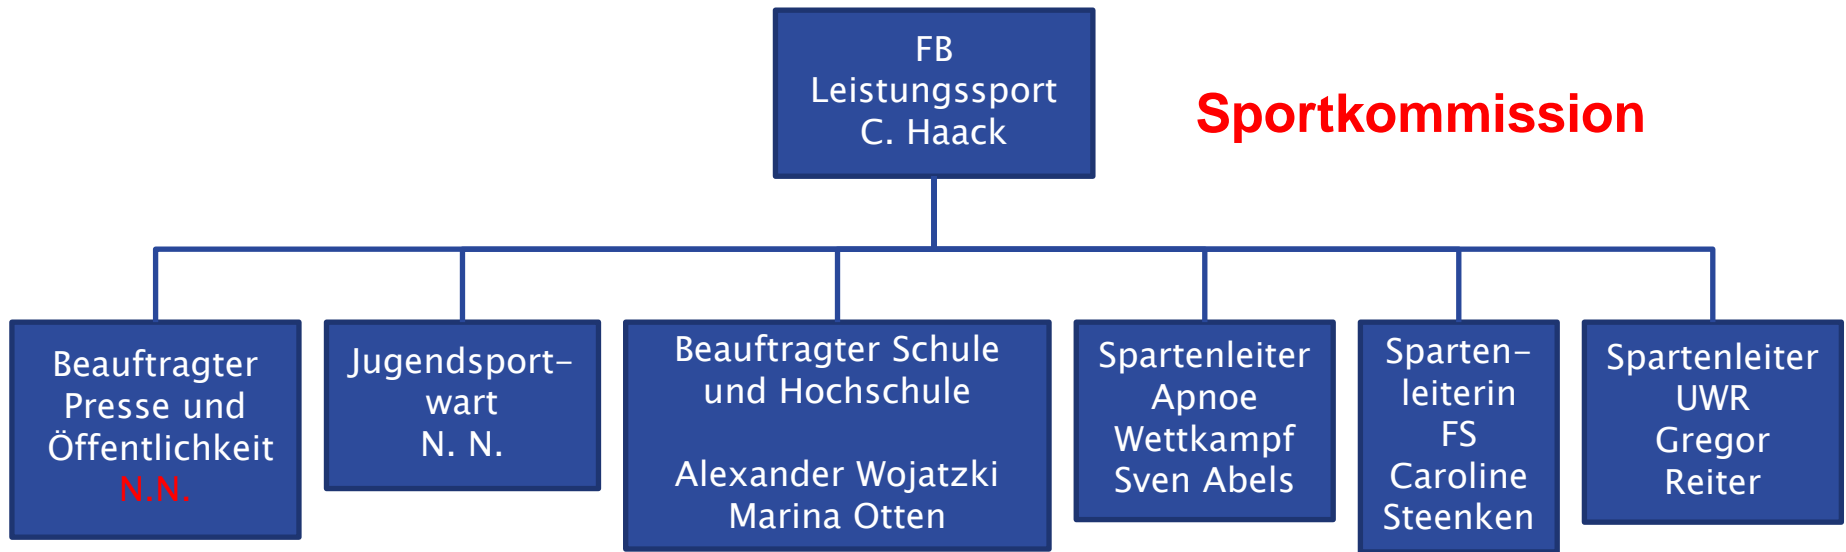 FB
Leistungssport
C. Haack
Sportkommission
Beauftragter
Presse und
Öffentlichkeit
N.N.
Jugendsport-
wart
N. N.
Beauftragter Schule
und Hochschule
Alexander Wojatzki
Marina Otten
Spartenleiter
Apnoe
Wettkampf
Sven Abels
Sparten-
leiterin
FS
Caroline
Steenken
Spartenleiter
UWR
Gregor
Reiter